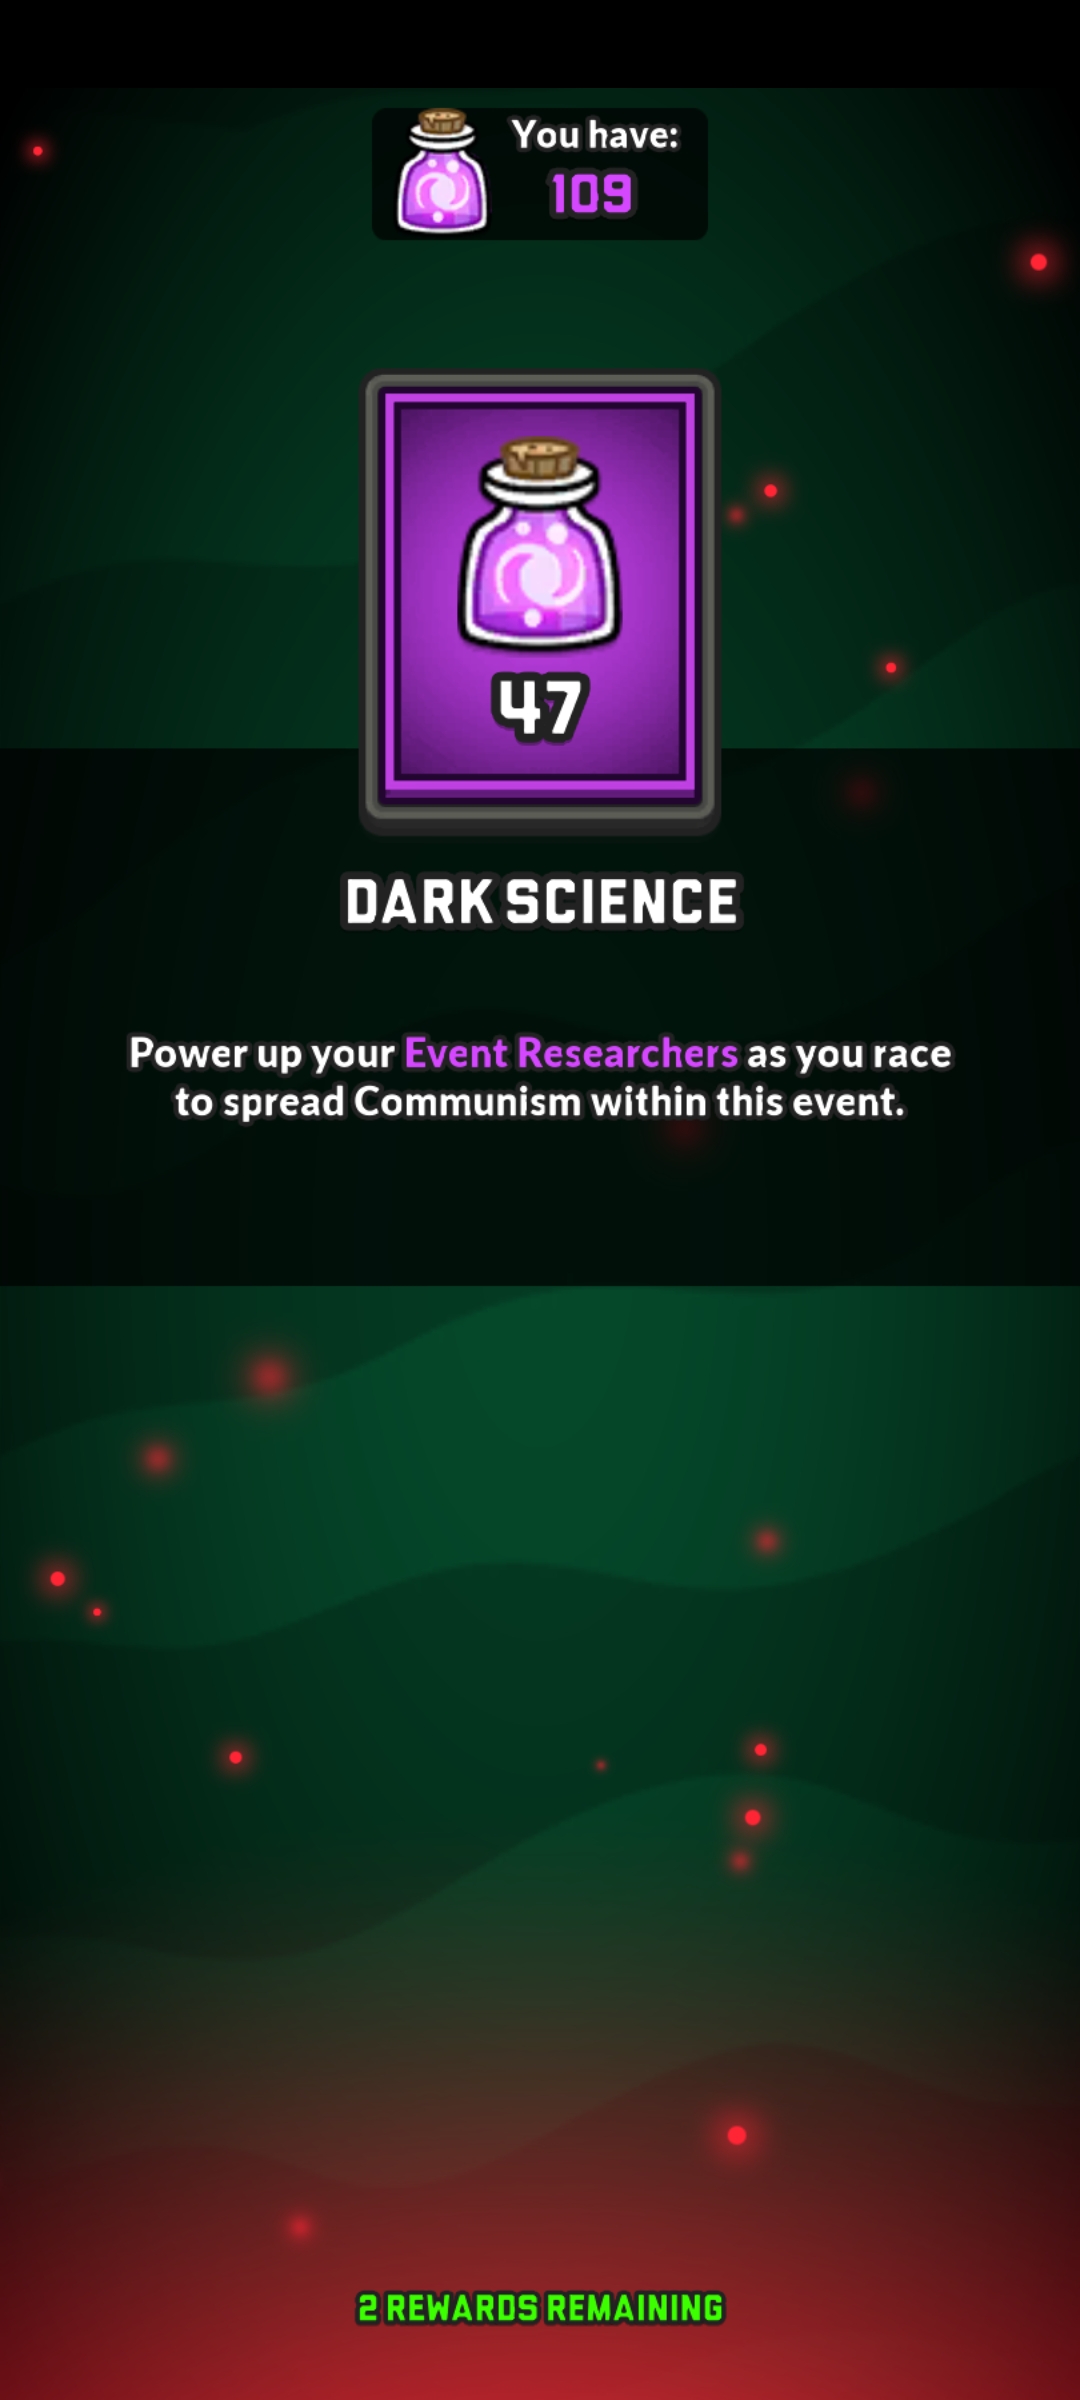 You have:
109
47
DARK SCIENCE
Power up your Event Researchers as you race
to spread Communism within this event.
2 REWARDS REMAINING